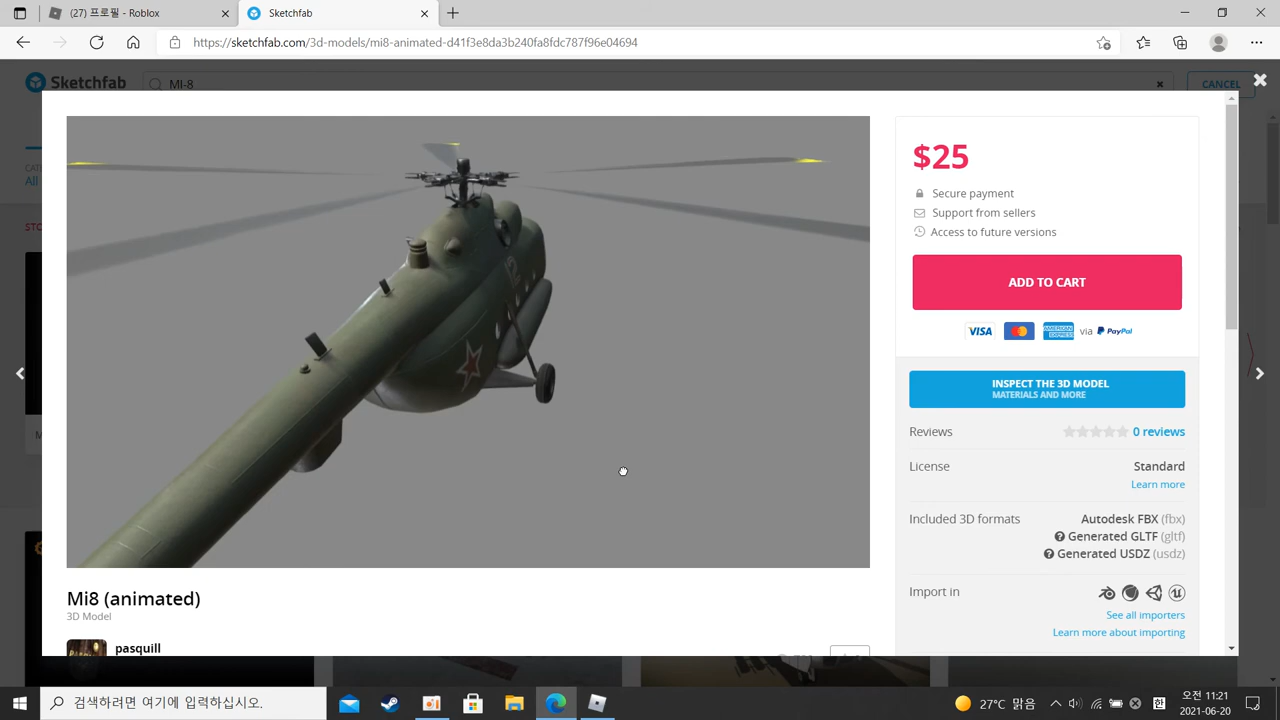 (27) 프로필 - Roblox
Sketchfab
https://sketchfab.com/3d-models/mi8-animated-d41f3e8da3b240fa8fdc787f96e04694
Sketchfab
MI-8
CANCEL
All
$25
Secure payment
Support from sellers
Access to future versions
ADD TO CART
VISA
AMERICAN EXPRESS
via PayPal
INSPECT THE 3D MODEL
MATERIALS AND MORE
Reviews
0 reviews
License
Standard
Learn more
Included 3D formats
Autodesk FBX (fbx)
Generated GLTF (gltf)
Generated USDZ (usdz)
Import in
See all importers
Learn more about importing
Mi8 (animated)
3D Model
pasquill
검색하려면 여기에 입력하십시오.
27°C 맑음
오전 11:21
2021-06-20